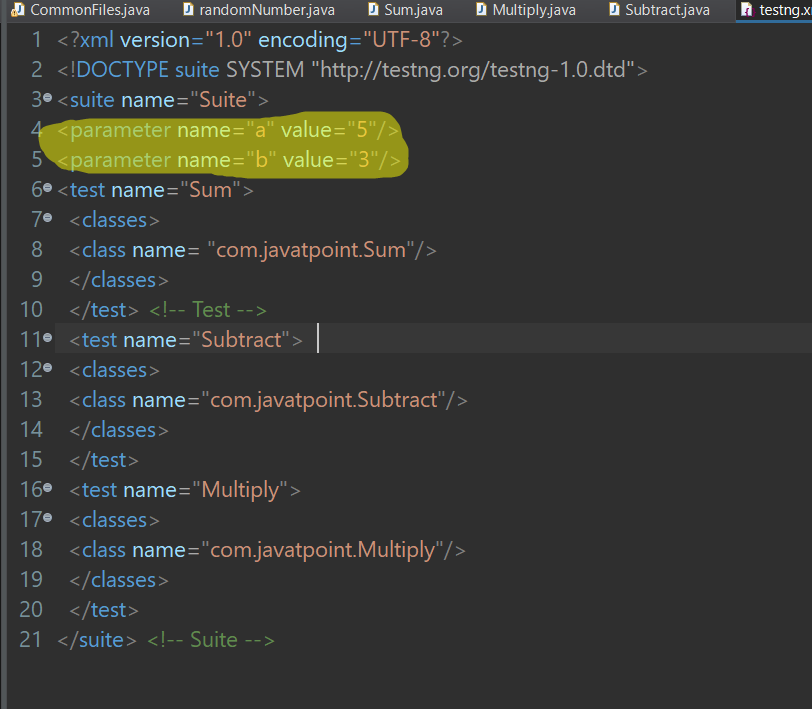 CommonFiles.java randomNumber.java Sum.java Multiply.java Subtract.java testng.x
1 <?xml version="1.0" encoding="UTF-8"?>
2 <!DOCTYPE suite SYSTEM "http://testng.org/testng-1.0.dtd">
3 <suite name="Suite">
4 <parameter name="a" value="5"/>
5 <parameter name="b" value="3"/>
6 <test name="Sum">
7 <classes>
8 <class name= "com.javatpoint.Sum"/>
9 </classes>
10 </test> <!-- Test -->
11 <test name="Subtract">
12 <classes>
13 <class name="com.javatpoint.Subtract"/>
14 </classes>
15 </test>
16 <test name="Multiply">
17 <classes>
18 <class name="com.javatpoint.Multiply"/>
19 </classes>
20 </test>
21 </suite> <!-- Suite -->